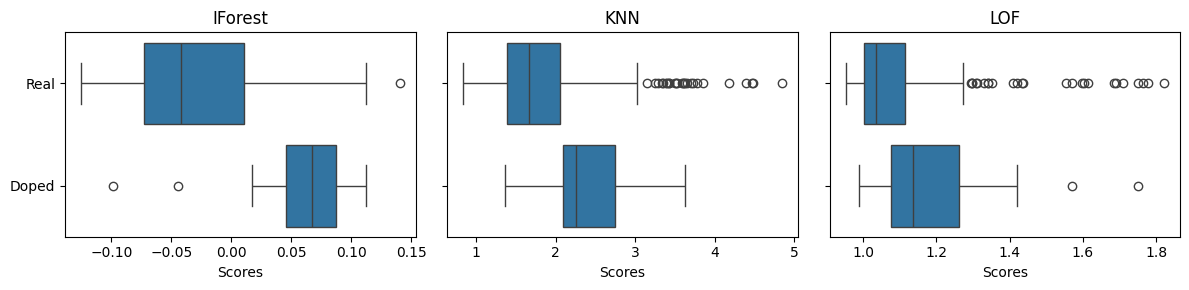 IForest
KNN
LOF
Real
Doped
−0.10 −0.05 0.00 0.05 0.10 0.15
1 2 3 4 5
1.0 1.2 1.4 1.6 1.8
Scores
Scores
Scores